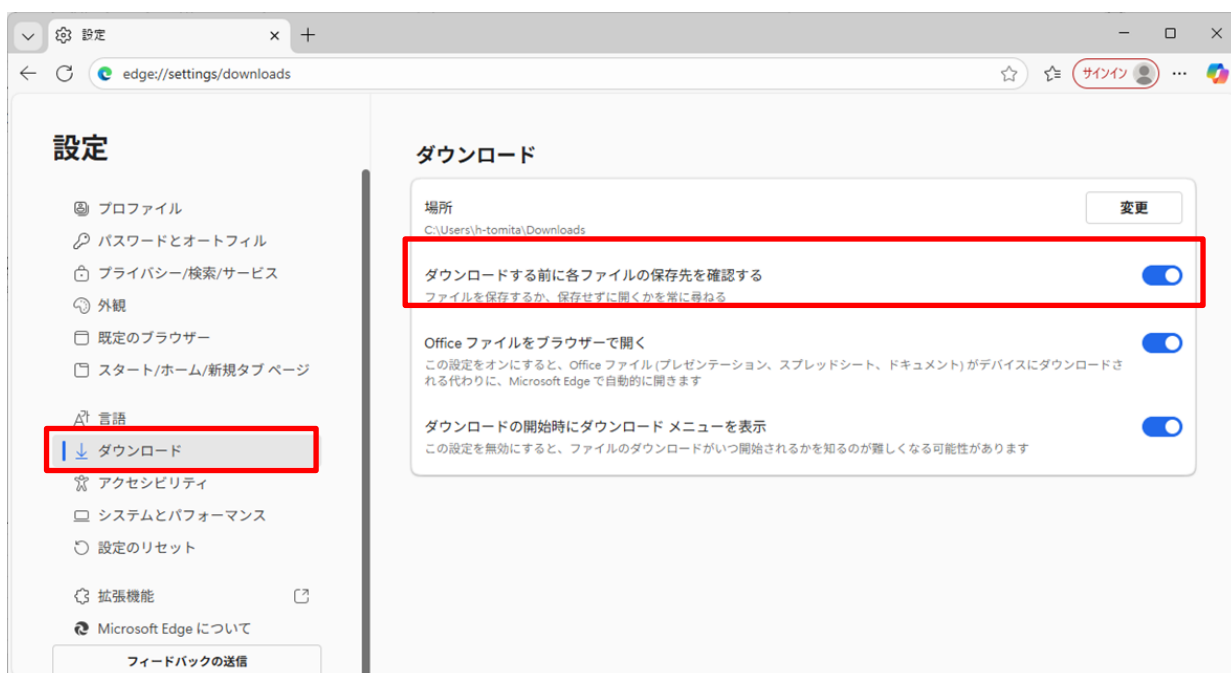 設定
edge://settings/downloads
サインイン
設定
プロファイル
パスワードとオートフィル
プライバシー/検索/サービス
外観
既定のブラウザー
スタート/ホーム/新規タブ ページ
言語
ダウンロード
アクセシビリティ
システムとパフォーマンス
設定のリセット
拡張機能
Microsoft Edge について
フィードバックの送信
ダウンロード
場所
変更
C:\Users\h-tomita\Downloads
ダウンロードする前に各ファイルの保存先を確認する
ファイルを保存するか、保存せずに開くかを常に尋ねる
Office ファイルをブラウザーで開く
この設定をオンにすると、Office ファイル (プレゼンテーション、スプレッドシート、ドキュメント) がデバイスにダウンロードさ
れる代わりに、Microsoft Edge で自動的に開きます
ダウンロードの開始時にダウンロード メニューを表示
この設定を無効にすると、ファイルのダウンロードがいつ開始されるかを知るのが難しくなる可能性があります